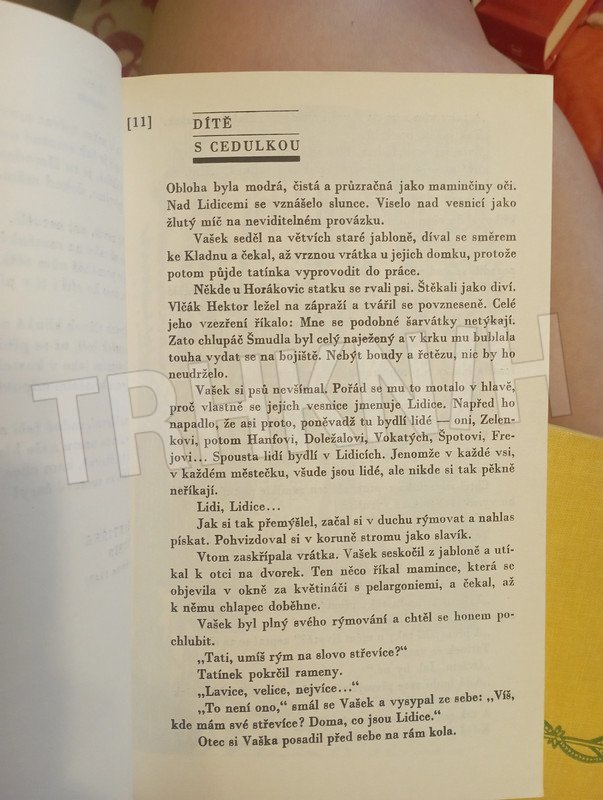 [11]
DÍTĚ
S CEDULKOU
Obloha byla modrá, čistá a průzračná jako maminčiny oči.
Nad Lidicemi se vznášelo slunce. Viselo nad vesnicí jako
žlutý míč na neviditelném provázku.
Vašek seděl na větvích staré jabloně, díval se směrem
ke Kladnu a čekal, až vrznou vrátka u jejich domku, protože
potom půjde tatínka vyprovodit do práce.
Někde u Horákovic statku se rvali psi. Štěkali jako diví.
Vlčák Hektor ležel na zápraží a tvářil se povzneseně. Celé
jeho vzezření říkalo: Mne se podobné šarvátky netýkají.
Zato chlupáč Šmudla byl celý naježený a v krku mu bublala
touha vydat se na bojiště. Nebýt boudy a řetězu, nic by ho
neudrželo.
Vašek si psů nevšímal. Pořád se mu to motalo v hlavě,
proč vlastně se jejich vesnice jmenuje Lidice. Napřed ho
napadlo, že asi proto, poněvadž tu bydlí lidé — oni, Zelen-
kovi, potom Hanfovi, Doležalovi, Vokatých, Špotovi, Fre-
jovi... Spousta lidí bydlí v Lidicích. Jenomže v každé vsi,
v každém městečku, všude jsou lidé, ale nikde si tak pěkně
neříkají.
Lidi, Lidice...
Jak si tak přemýšlel, začal si v duchu rýmovat a nahlas
pískat. Pohvizdoval si v koruně stromu jako slavík.
Vtom zaskřípala vrátka. Vašek seskočil z jabloně a utí-
kal k otci na dvorek. Ten něco říkal mamince, která se
objevila v okně za květináči s pelargoniemi, a čekal, až
k němu chlapec doběhne.
Vašek byl plný svého rýmování a chtěl se honem po-
chlubit.
„Tati, umíš rým na slovo střevíce?“
Tatínek pokrčil rameny.
„Lavice, velice, nejvíce...“
„To není ono,“ smál se Vašek a vysypal ze sebe: „Víš,
kde mám své střevíce? Doma, co jsou Lidice.“
Otec si Vaška posadil před sebe na rám kola.